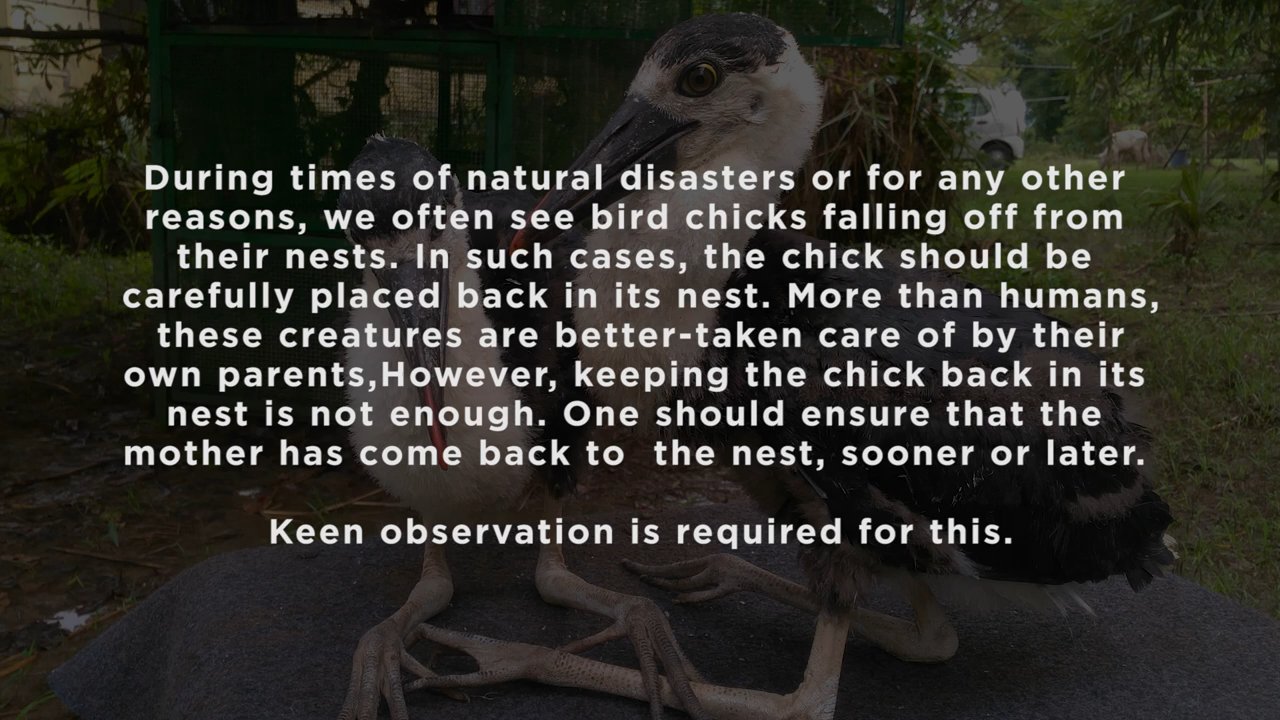 During times of natural disasters or for any other
reasons, we often see bird chicks falling off from
their nests. In such cases, the chick should be
carefully placed back in its nest. More than humans,
these creatures are better-taken care of by their
own parents,However, keeping the chick back in its
nest is not enough. One should ensure that the
mother has come back to  the nest, sooner or later.
Keen observation is required for this.